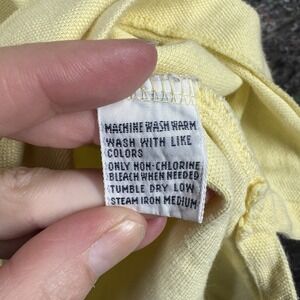 MACHINE WASH WARM
WASH WITH LIKE
COLORS
ONLY NON-CHLORINE
BLEACH WHEN NEEDED
TUMBLE DRY LOW
STEAM IRON MEDIUM